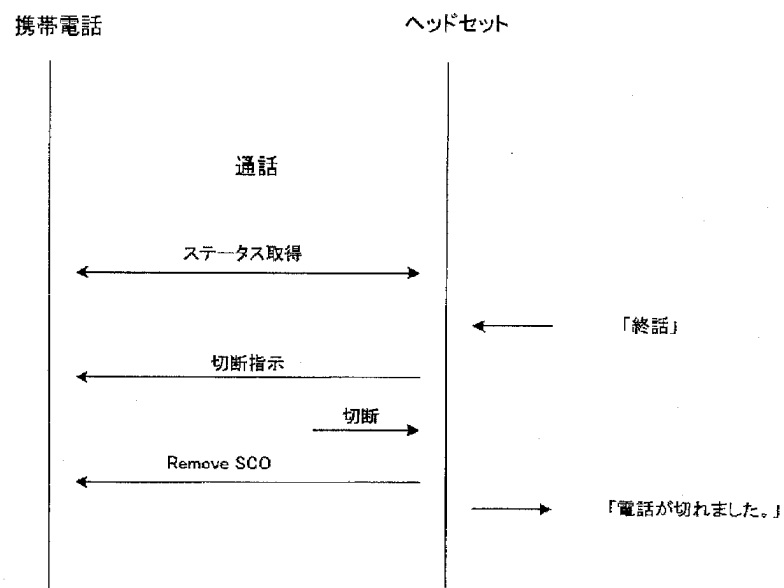 携帯電話
ヘッドセット
通話
ステータス取得
「終話」
切断指示
切断
Remove SCO
「電話が切れました。」